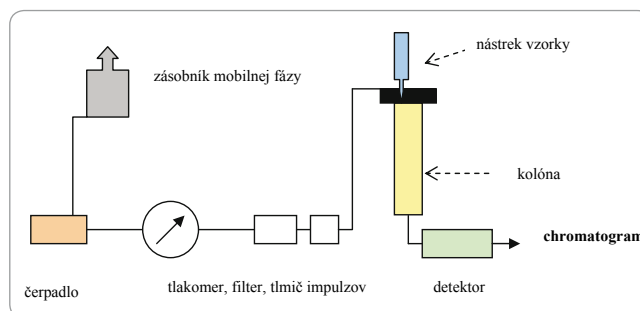 nástrek vzorky
zásobník mobilnej fázy
kolóna
chromatogram
čerpadlo
tlakomer, filter, tlmič impulzov
detektor